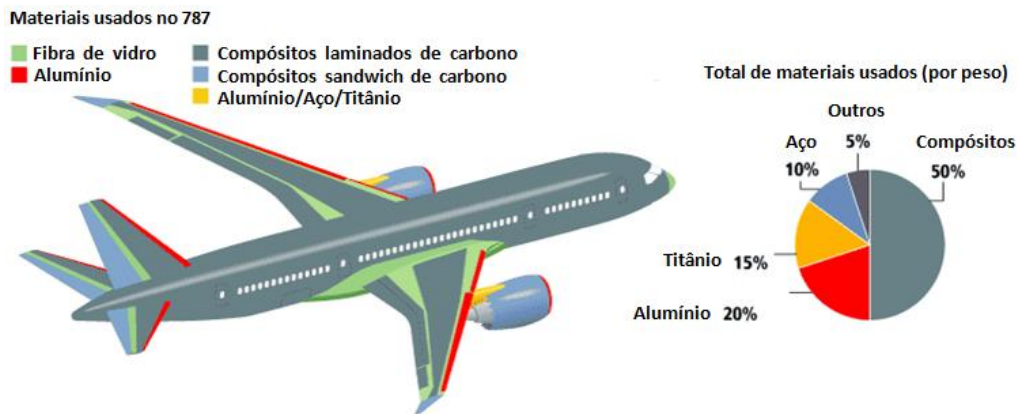 Materiais usados no 787
Fibra de vidro
Alumínio
Compósitos laminados de carbono
Compósitos sandwich de carbono
Alumínio/Aço/Titânio
Total de materiais usados (por peso)
Outros
5%
Aço
10%
Compósitos
50%
Titânio 15%
Alumínio 20%